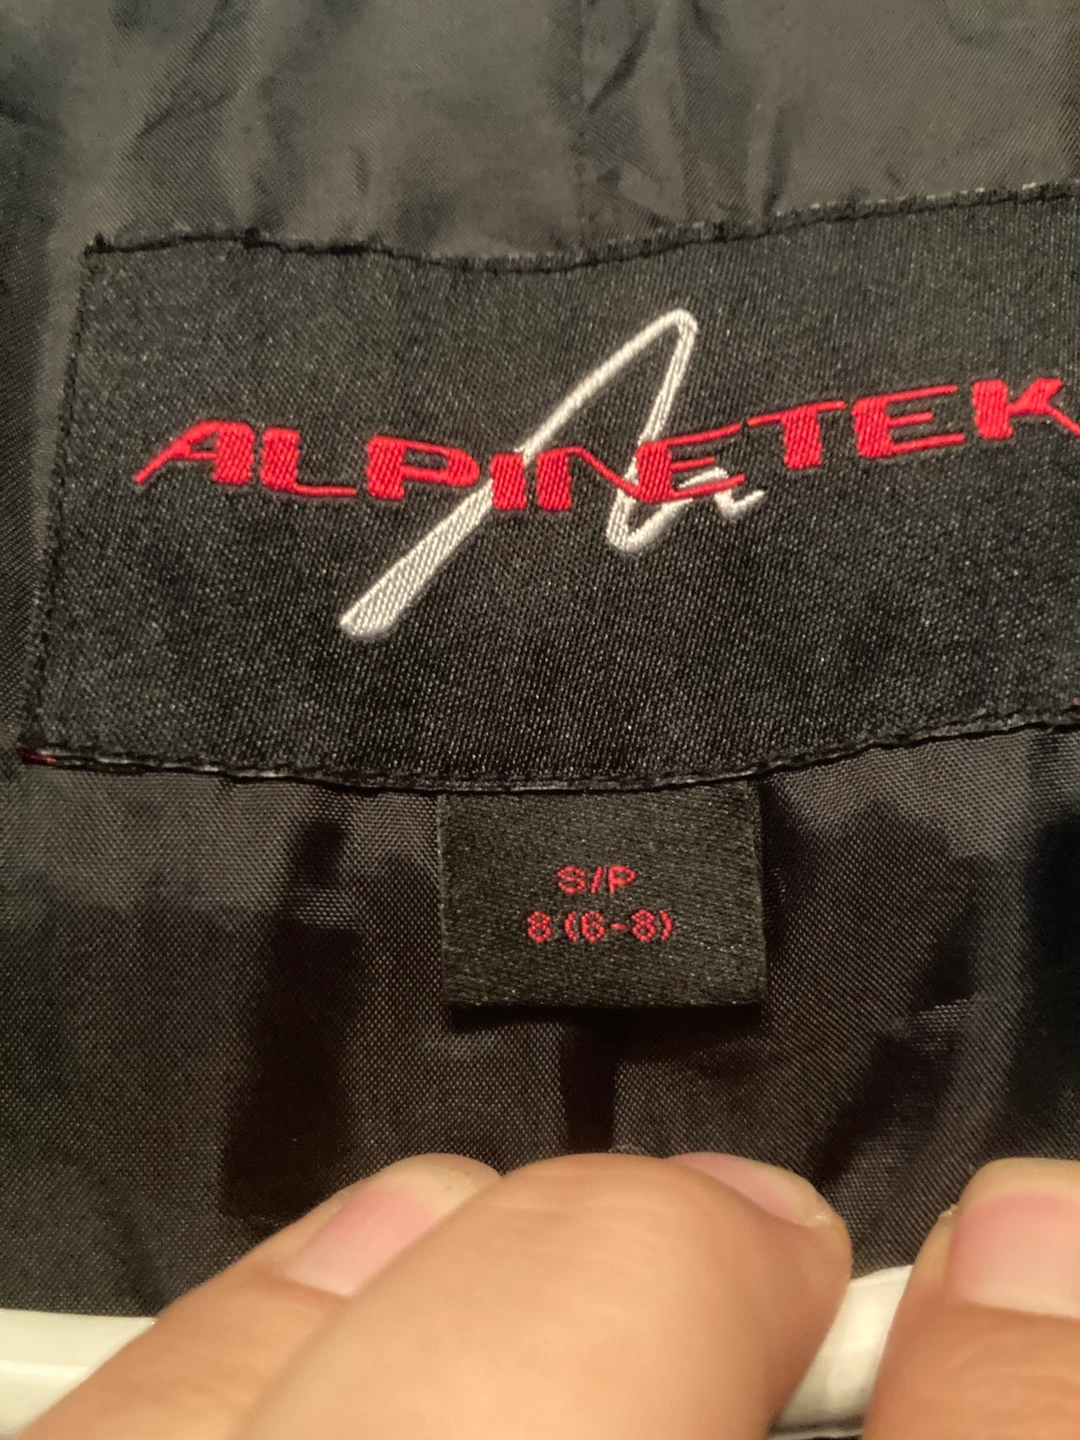 ALPINETEK
S/P
8 (6-8)